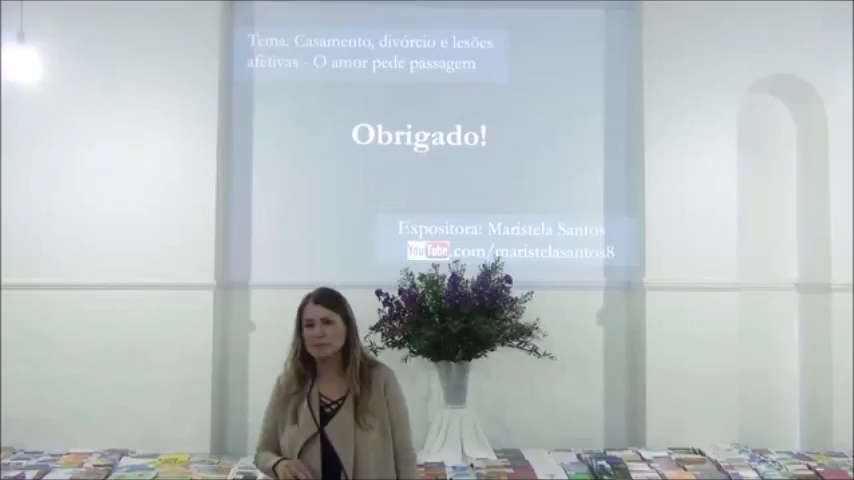 Tema: Casamento, divórcio e lesões
afetivas - O amor pede passagem
Obrigado!
Expositora: Maristela Santos
YouTube.com/maristelasantos8